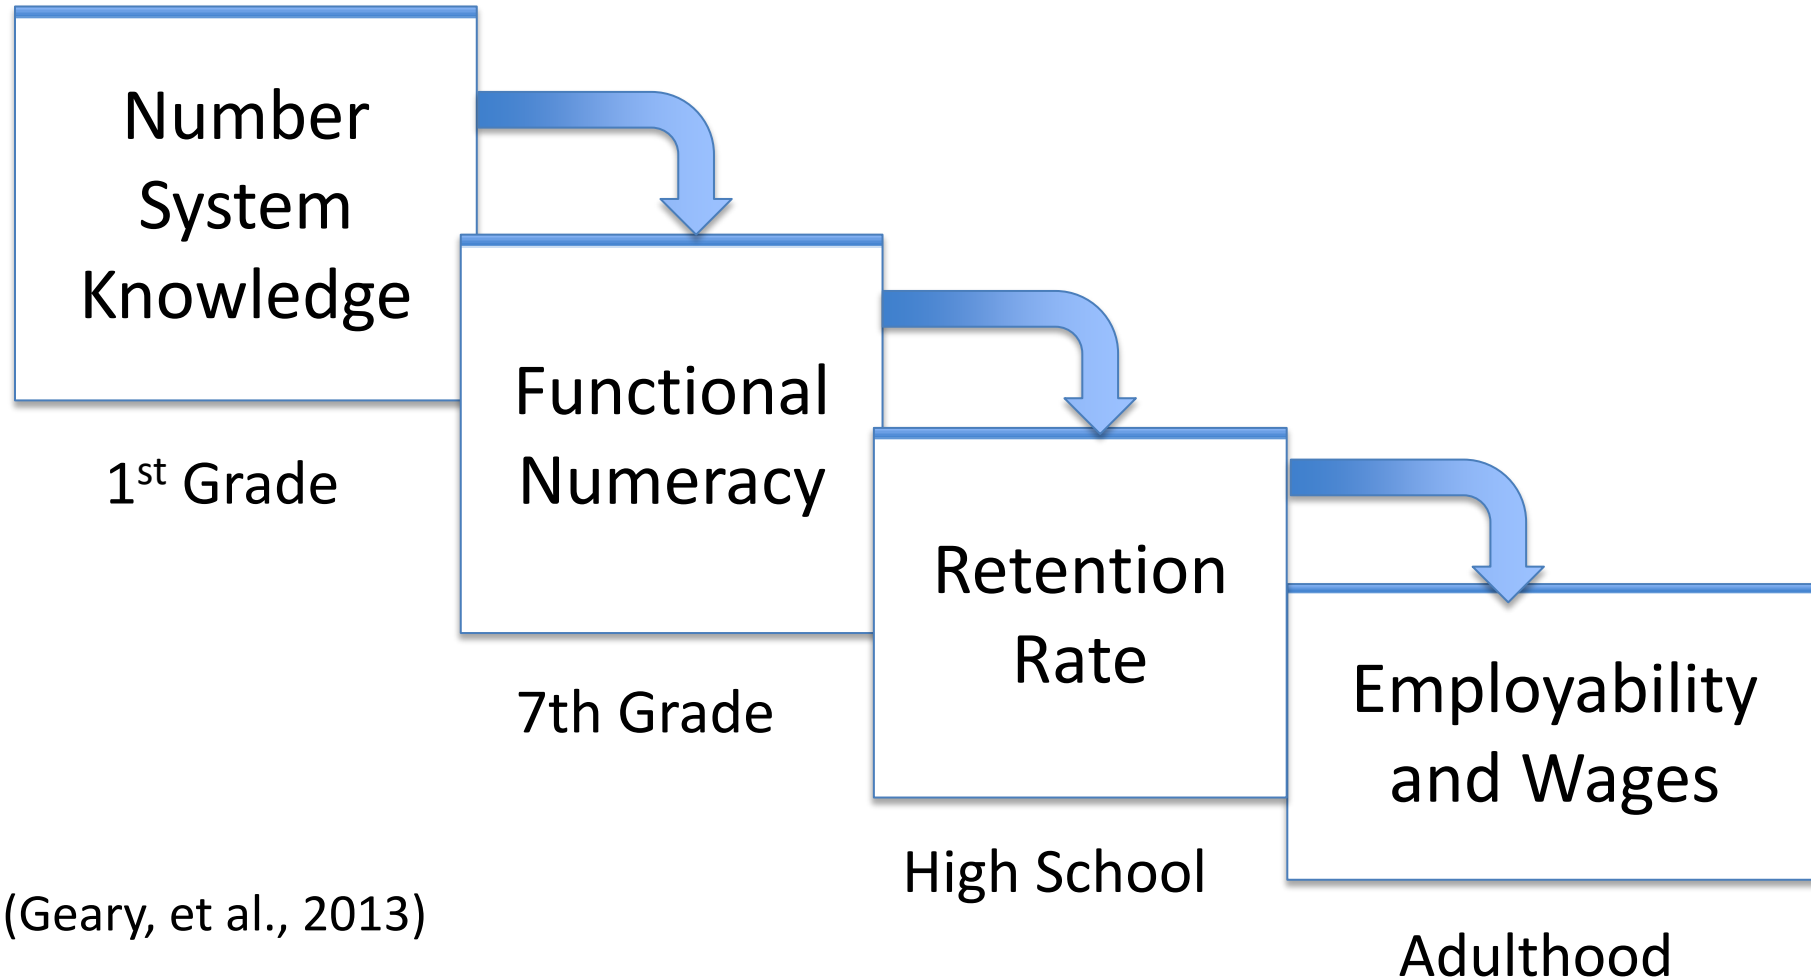 Number
System
Knowledge
1st Grade
Functional
Numeracy
7th Grade
Retention
Rate
High School
Employability
and Wages
Adulthood
(Geary, et al., 2013)